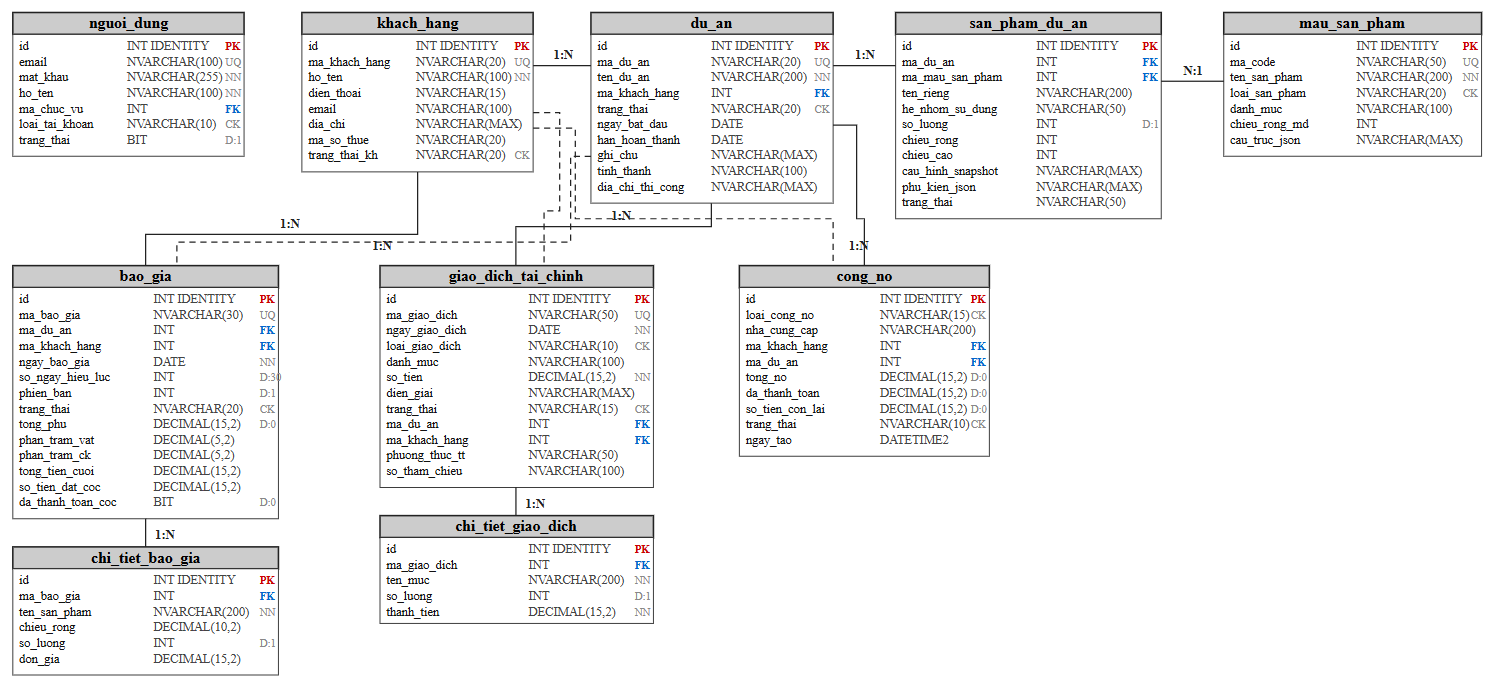 nguoi_dung
id INT IDENTITY PK
email NVARCHAR(100) UQ
mat_khau NVARCHAR(255) NN
ho_ten NVARCHAR(100) NN
ma_chuc_vu INT FK
loai_tai_khoan NVARCHAR(10) CK
trang_thai BIT D:1
khach_hang
id INT IDENTITY PK
ma_khach_hang NVARCHAR(20) UQ
ho_ten NVARCHAR(100) NN
dien_thoai NVARCHAR(15)
email NVARCHAR(100)
dia_chi NVARCHAR(MAX)
ma_so_thue NVARCHAR(20)
trang_thai_kh NVARCHAR(20) CK
1:N
du_an
id INT IDENTITY PK
ma_du_an NVARCHAR(20) UQ
ten_du_an NVARCHAR(200) NN
ma_khach_hang INT FK
trang_thai NVARCHAR(20) CK
ngay_bat_dau DATE
han_hoan_thanh DATE
ghi_chu NVARCHAR(MAX)
tinh_thanh NVARCHAR(100)
dia_chi_thi_cong NVARCHAR(MAX)
1:N
san_pham_du_an
id INT IDENTITY PK
ma_du_an INT FK
ma_mau_san_pham INT FK
ten_rieng NVARCHAR(200)
he_nhom_su_dung NVARCHAR(50)
so_luong INT D:1
chieu_rong INT
chieu_cao INT
cau_hinh_snapshot NVARCHAR(MAX)
phu_kien_json NVARCHAR(MAX)
trang_thai NVARCHAR(50)
N:1
mau_san_pham
id INT IDENTITY PK
ma_code NVARCHAR(50) UQ
ten_san_pham NVARCHAR(200) NN
loai_san_pham NVARCHAR(20) CK
danh_muc NVARCHAR(100)
chieu_rong_md INT
cau_truc_json NVARCHAR(MAX)
1:N
1:N
1:N
1:N
bao_gia
id INT IDENTITY PK
ma_bao_gia NVARCHAR(30) UQ
ma_du_an INT FK
ma_khach_hang INT FK
ngay_bao_gia DATE NN
so_ngay_hieu_luc INT D:30
phien_ban INT D:1
trang_thai NVARCHAR(20) CK
tong_phu DECIMAL(15,2) D:0
phan_tram_vat DECIMAL(5,2)
phan_tram_ck DECIMAL(5,2)
tong_tien_cuoi DECIMAL(15,2)
so_tien_dat_coc DECIMAL(15,2)
da_thanh_toan_coc BIT D:0
giao_dich_tai_chinh
id INT IDENTITY PK
ma_giao_dich NVARCHAR(50) UQ
ngay_giao_dich DATE NN
loai_giao_dich NVARCHAR(10) CK
danh_muc NVARCHAR(100)
so_tien DECIMAL(15,2) NN
dien_giai NVARCHAR(MAX)
trang_thai NVARCHAR(15) CK
ma_du_an INT FK
ma_khach_hang INT FK
phuong_thuc_tt NVARCHAR(50)
so_tham_chieu NVARCHAR(100)
cong_no
id INT IDENTITY PK
loai_cong_no NVARCHAR(15) CK
nha_cung_cap NVARCHAR(200)
ma_khach_hang INT FK
ma_du_an INT FK
tong_no DECIMAL(15,2) D:0
da_thanh_toan DECIMAL(15,2) D:0
so_tien_con_lai DECIMAL(15,2) D:0
trang_thai NVARCHAR(10) CK
ngay_tao DATETIME2
1:N
chi_tiet_bao_gia
id INT IDENTITY PK
ma_bao_gia INT FK
ten_san_pham NVARCHAR(200) NN
chieu_rong DECIMAL(10,2)
so_luong INT D:1
don_gia DECIMAL(15,2)
1:N
chi_tiet_giao_dich
id INT IDENTITY PK
ma_giao_dich INT FK
ten_muc NVARCHAR(200) NN
so_luong INT D:1
thanh_tien DECIMAL(15,2) NN